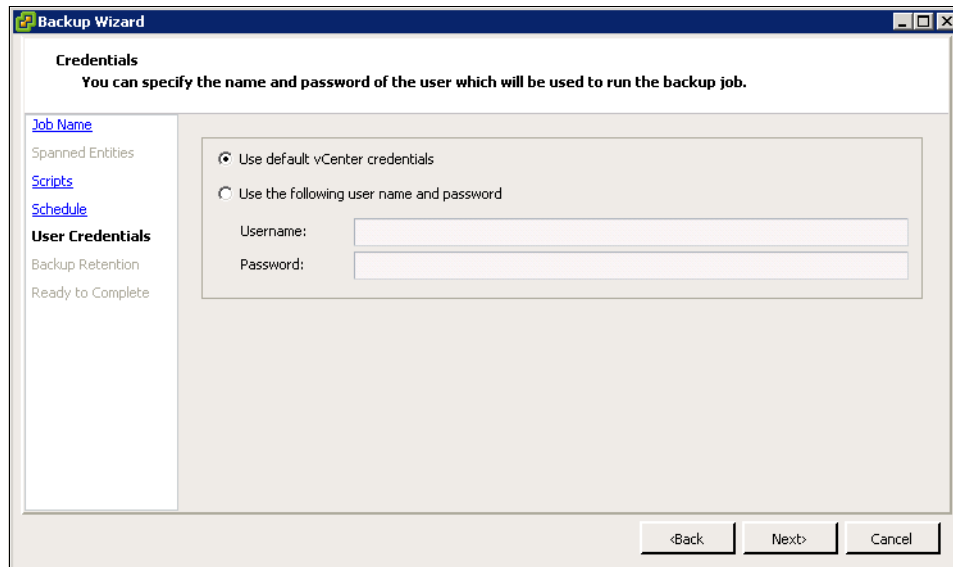 Backup Wizard
Credentials
You can specify the name and password of the user which will be used to run the backup job.
Job Name
Spanned Entities
Scripts
Schedule
User Credentials
Backup Retention
Ready to Complete
Use default vCenter credentials
Use the following user name and password
Username:
Password:
<Back Next> Cancel